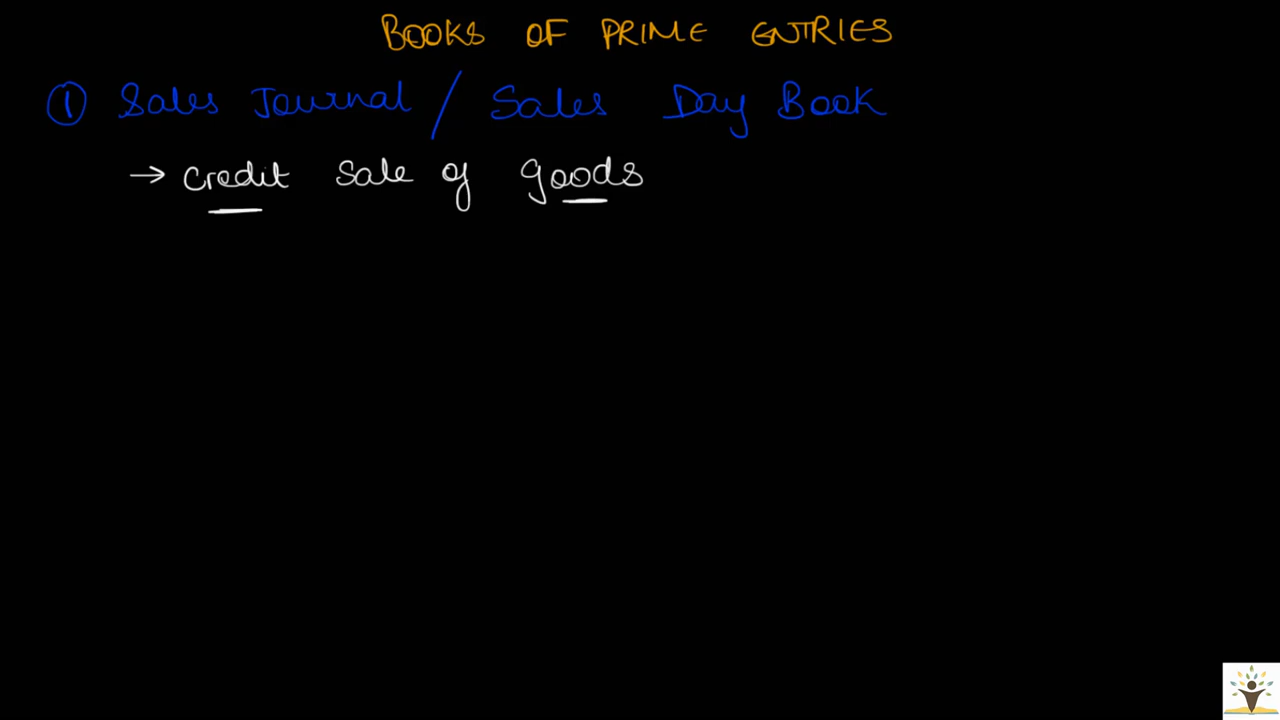 BOOKS OF PRIME ENTRIES
① Sales Journal / Sales Day Book
→ credit sale of goods